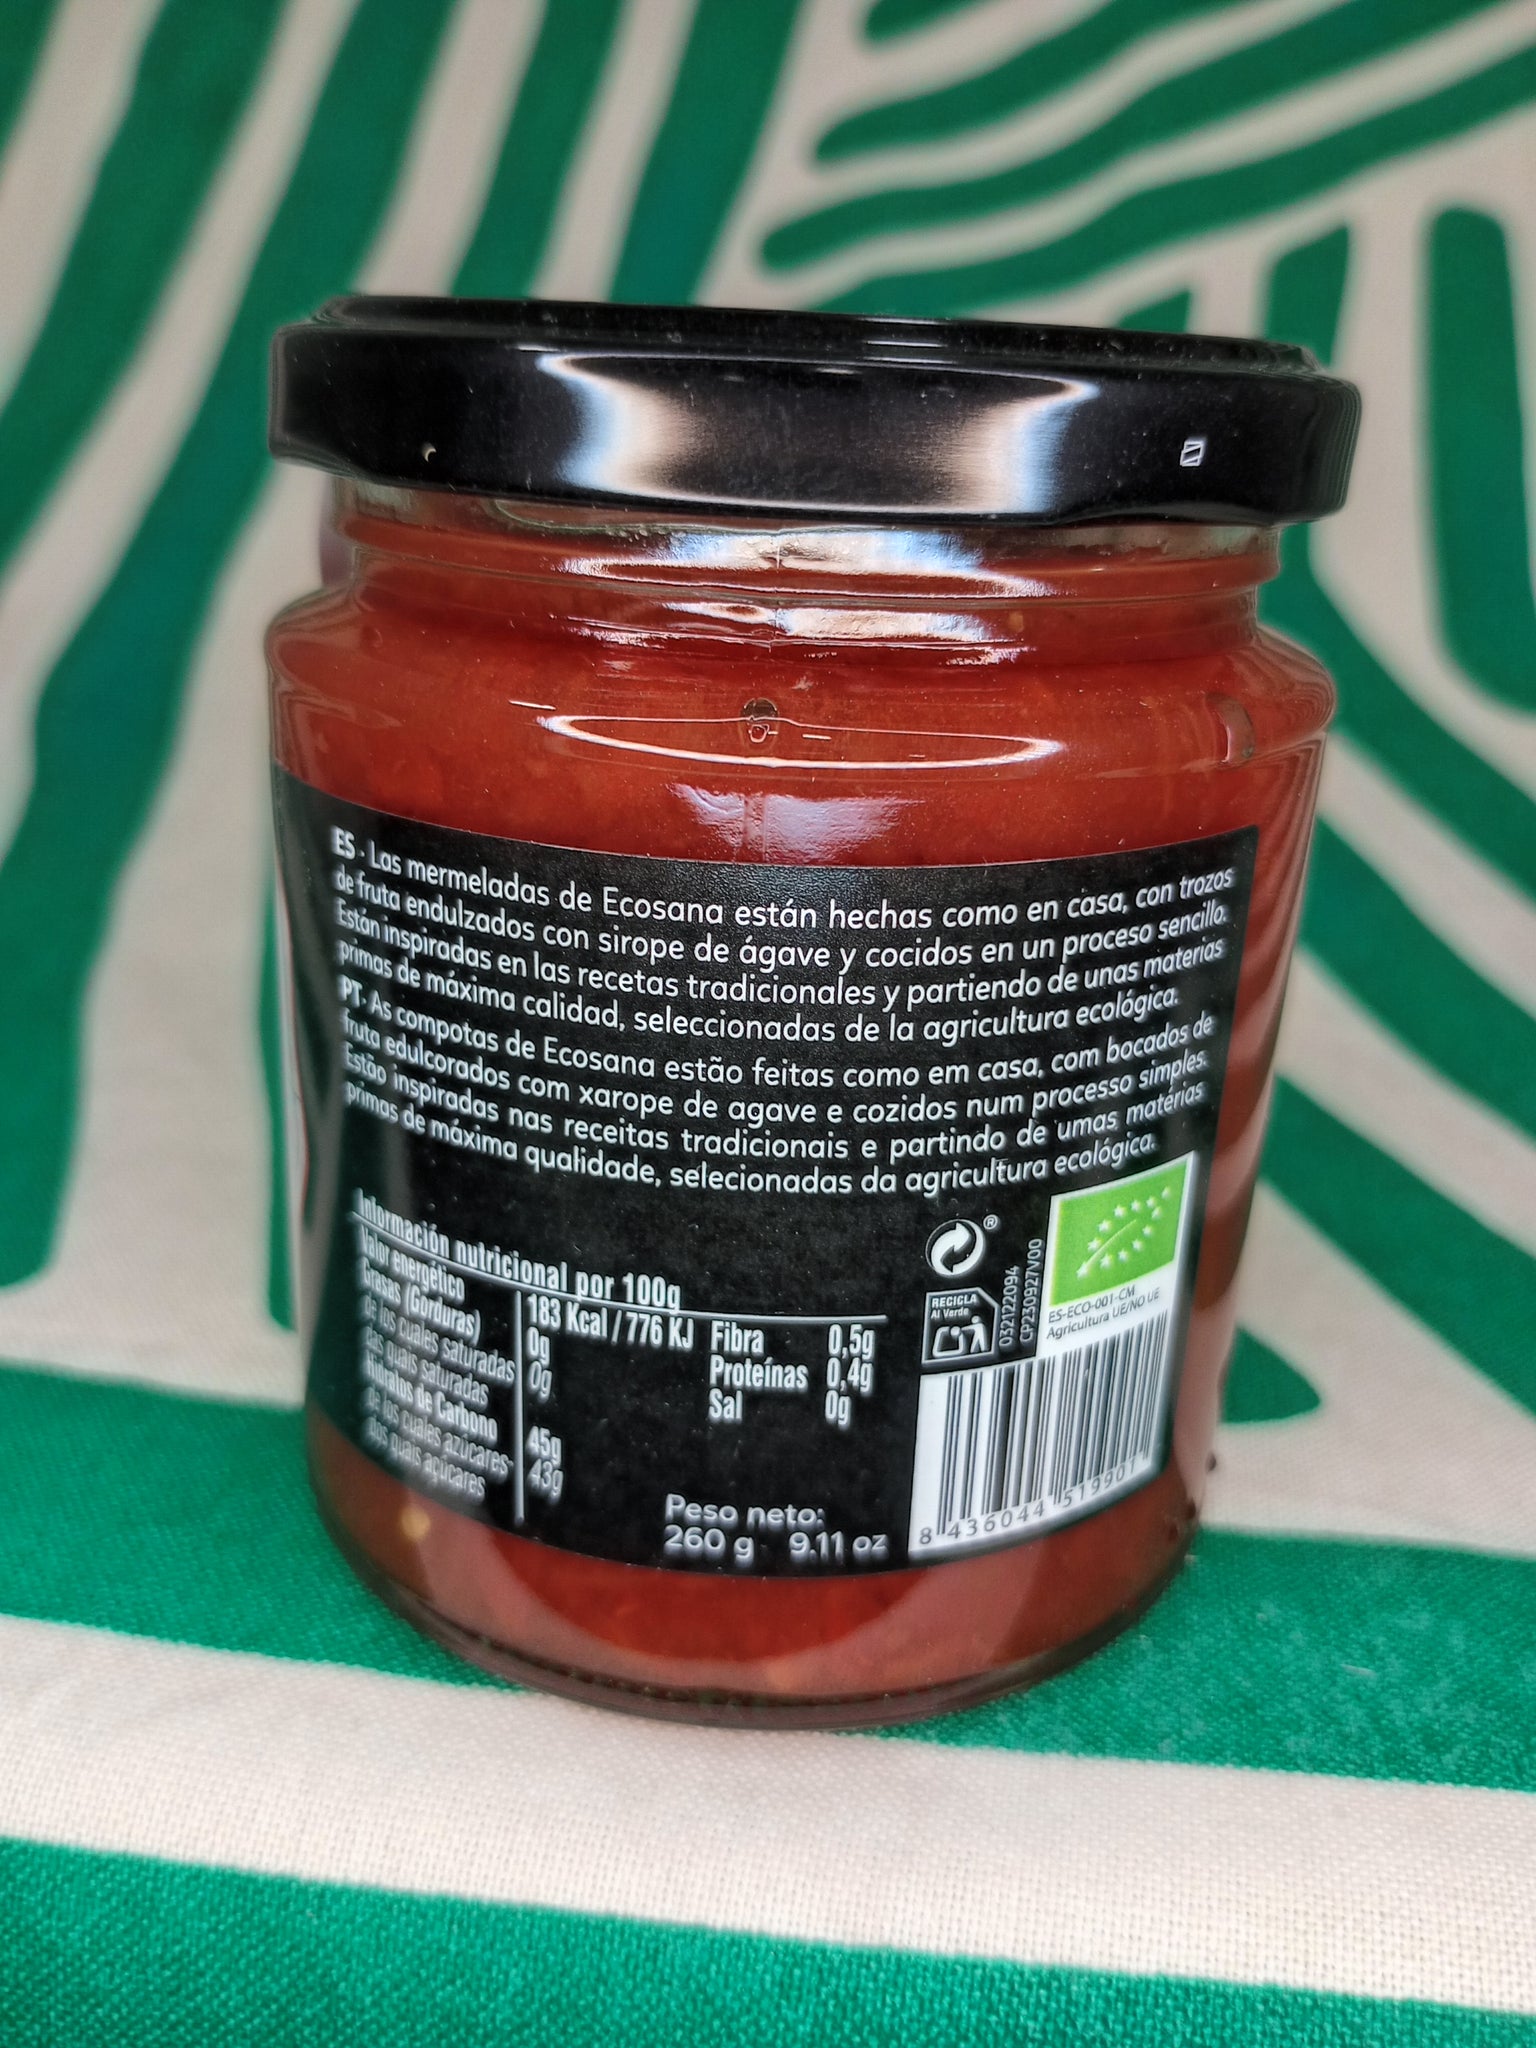 ES - Las mermeladas de Ecosana están hechas como en casa, con trozos
de fruta endulzados con sirope de ágave y cocidos en un proceso sencillo.
Están inspiradas en las recetas tradicionales y partiendo de unas materias
primas de máxima calidad, seleccionadas de la agricultura ecológica.
PT- As compotas de Ecosana estão feitas como em casa, com bocados de
fruta edulcorados com xarope de agave e cozidos num processo simples.
Estão inspiradas nas receitas tradicionais e partindo de umas matérias
primas de máxima qualidade, selecionadas da agricultura ecológica.
Información nutricional por 100g
Valor energético 183 Kcal / 776 KJ
Grasas (Gorduras) 0g
de los cuales saturadas 0g
das quais saturadas
Hidratos de Carbono 45g
de los cuales azúcares- 43g
dos quais açúcares
Fibra 0,5g
Proteínas 0,4g
Sal 0g
Peso neto:
260 g 9.11 oz
®
RECICLA
Al Verde
0321122094
CP230927V00
ES-ECO-001-CM
Agricultura UE/NO UE
8 436044 519901